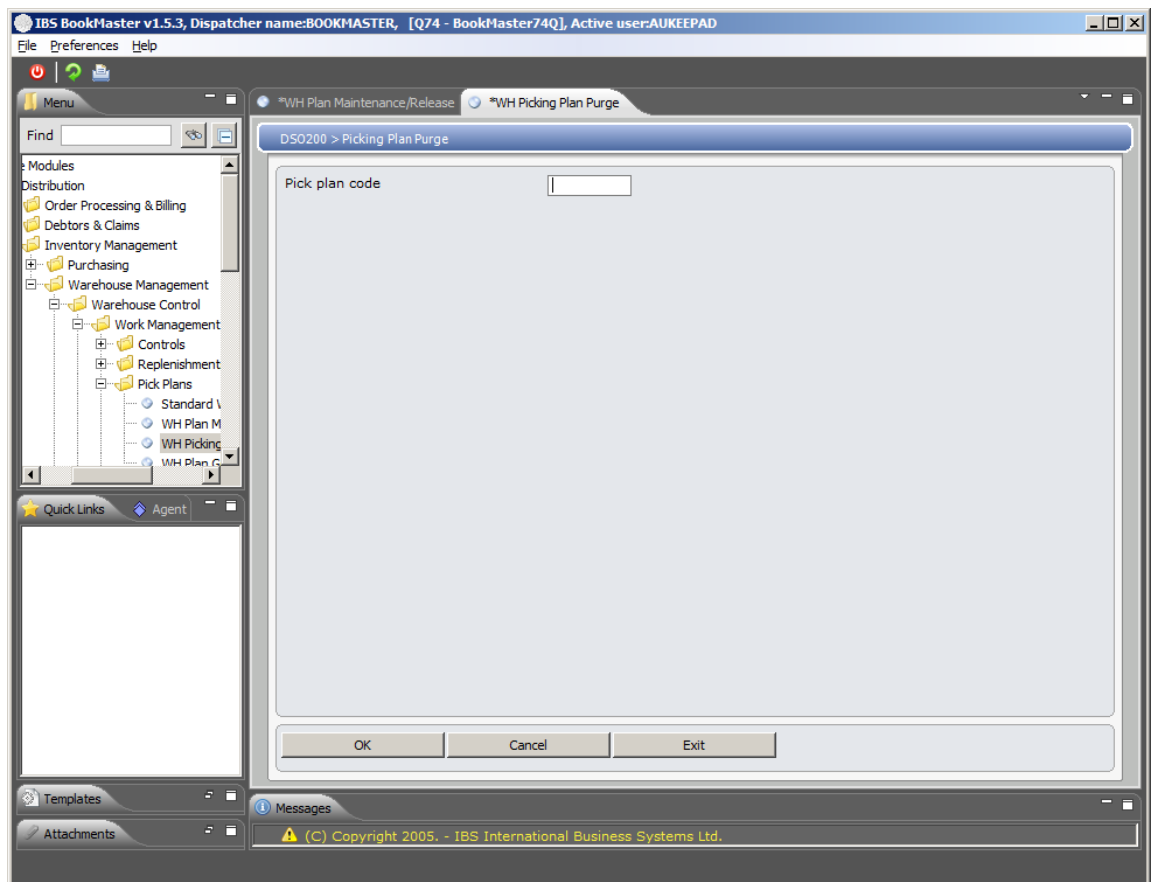 IBS BookMaster v1.5.3, Dispatcher name:BOOKMASTER, [Q74 - BookMaster74Q], Active user:AUKEEPAD
File Preferences Help
Menu
*WH Plan Maintenance/Release *WH Picking Plan Purge
Find
DSO200 > Picking Plan Purge
Modules
Distribution
Order Processing & Billing
Debtors & Claims
Inventory Management
Purchasing
Warehouse Management
Warehouse Control
Work Management
Controls
Replenishment
Pick Plans
Standard
WH Plan M
WH Picking
WH Plan G
Pick plan code
Quick Links Agent
OK Cancel Exit
Templates
Attachments
Messages
(C) Copyright 2005. - IBS International Business Systems Ltd.